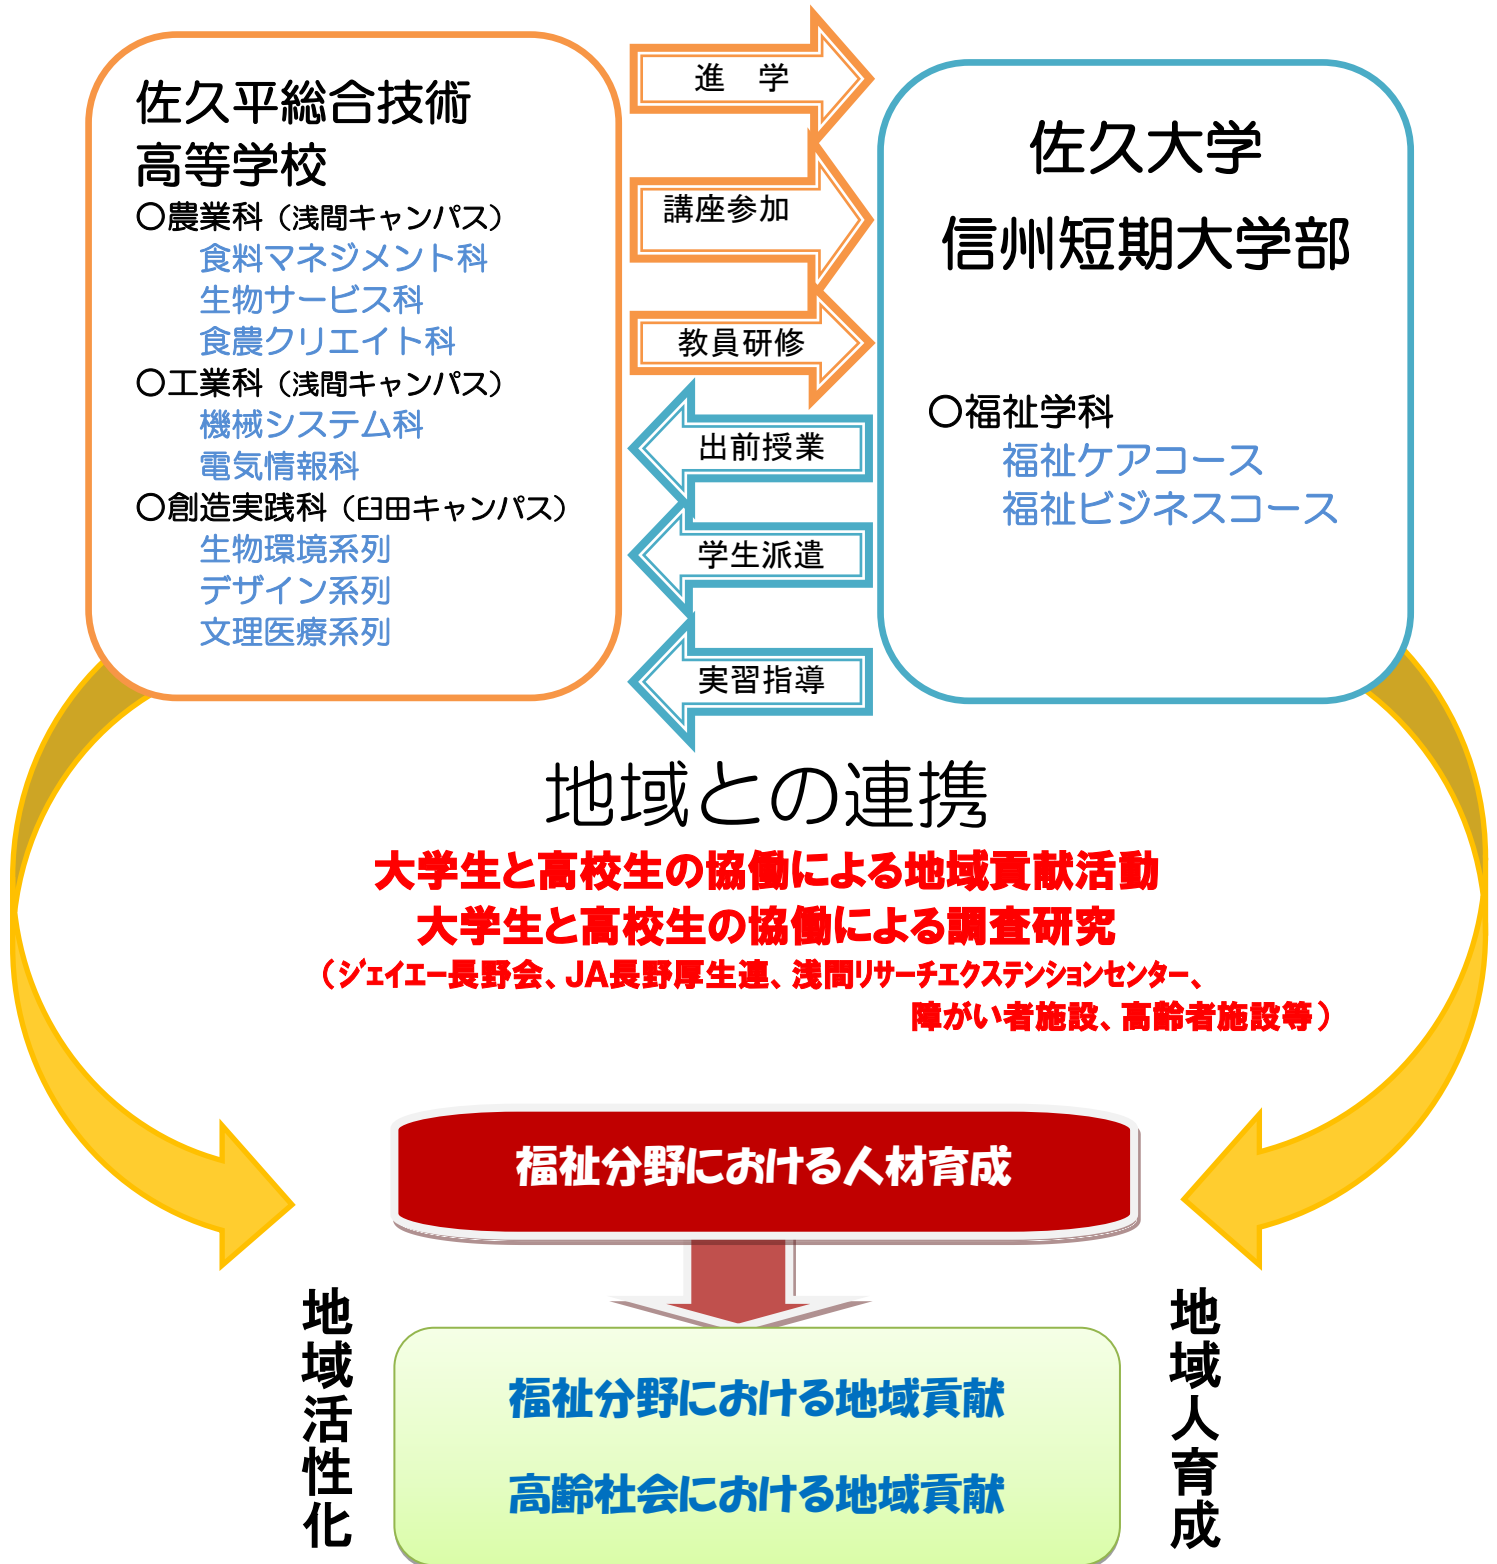 佐久平総合技術
高等学校
〇農業科（浅間キャンパス）
食料マネジメント科
生物サービス科
食農クリエイト科
〇工業科（浅間キャンパス）
機械システム科
電気情報科
〇創造実践科（臼田キャンパス）
生物環境系列
デザイン系列
文理医療系列
進　学
講座参加
教員研修
出前授業
学生派遣
実習指導
佐久大学
信州短期大学部
〇福祉学科
福祉ケアコース
福祉ビジネスコース
地域との連携
大学生と高校生の協働による地域貢献活動
大学生と高校生の協働による調査研究
（ジェイエー長野会、JA長野厚生連、浅間リサーチエクステンションセンター、
障がい者施設、高齢者施設等）
福祉分野における人材育成
地域活性化
福祉分野における地域貢献
高齢社会における地域貢献
地域人育成